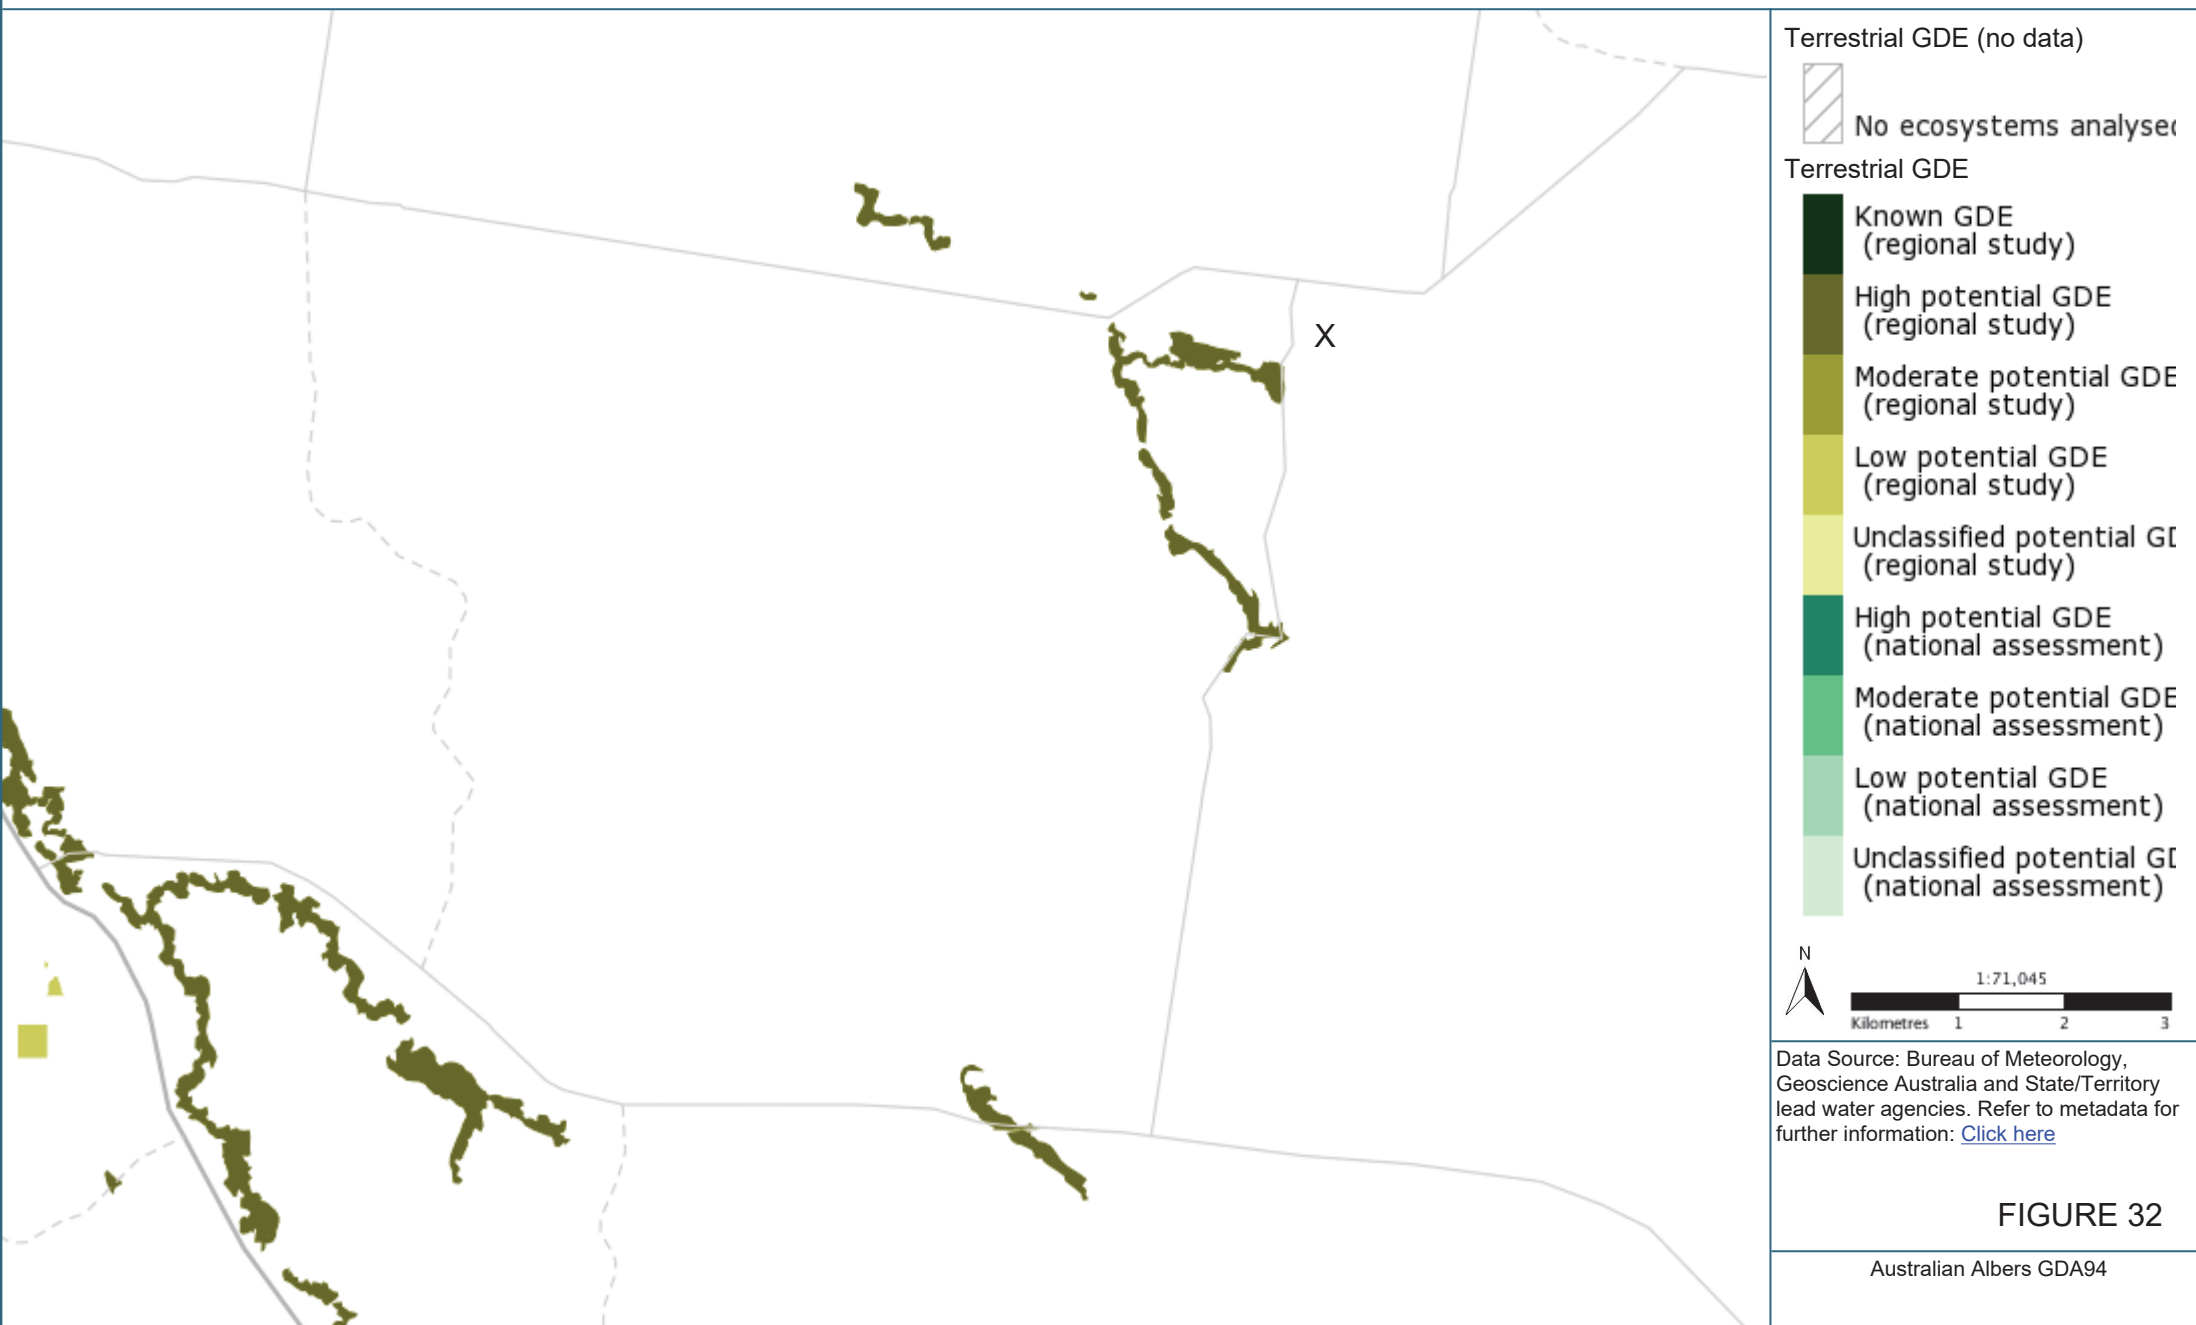 X
Terrestrial GDE (no data)
No ecosystems analysed
Terrestrial GDE
Known GDE
(regional study)
High potential GDE
(regional study)
Moderate potential GDE
(regional study)
Low potential GDE
(regional study)
Unclassified potential GD
(regional study)
High potential GDE
(national assessment)
Moderate potential GDE
(national assessment)
Low potential GDE
(national assessment)
Unclassified potential GD
(national assessment)
N
1:71,045
Kilometres 1 2 3
Data Source: Bureau of Meteorology,
Geoscience Australia and State/Territory
lead water agencies. Refer to metadata for
further information: Click here
FIGURE 32
Australian Albers GDA94